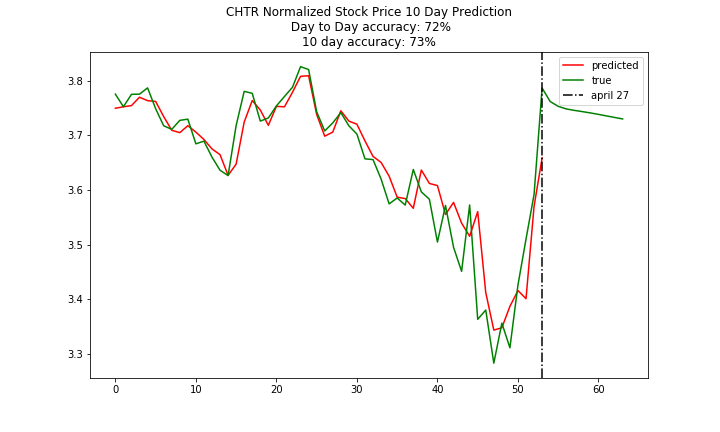 CHTR Normalized Stock Price 10 Day Prediction
Day to Day accuracy: 72%
10 day accuracy: 73%
predicted
true
april 27
3.8
3.7
3.6
3.5
3.4
3.3
0 10 20 30 40 50 60